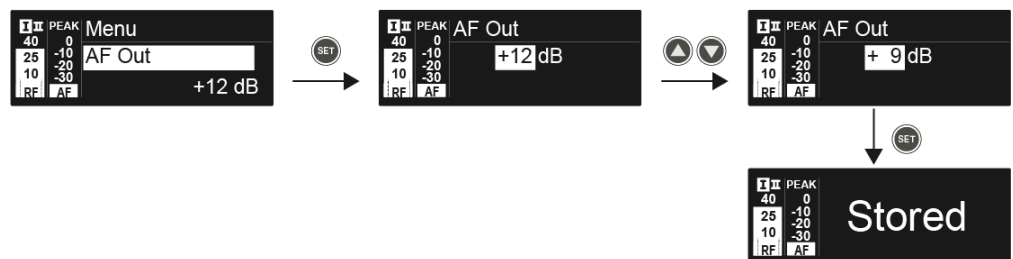 I II PEAK Menu
40 0
25 -10 AF Out
-20
10 -30
RF AF +12 dB
SET
I II PEAK AF Out
40 0
25 -10 +12 dB
-20
10 -30
RF AF
I II PEAK AF Out
40 0
25 -10 + 9 dB
-20
10 -30
RF AF
SET
I II PEAK
40 0
25 -10 Stored
-20
10 -30
RF AF